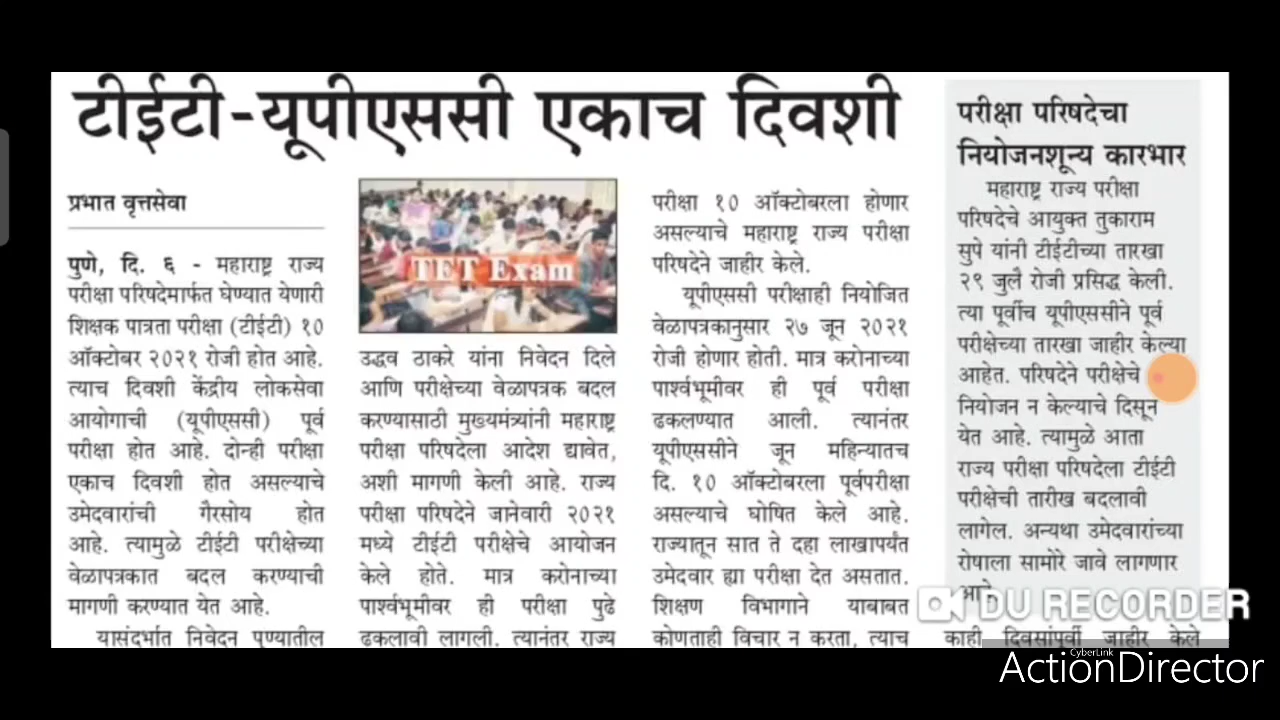 टीईटी-यूपीएससी एकाच दिवशी
प्रभात वृत्तसेवा
पुणे, दि. ६ - महाराष्ट्र राज्य
परीक्षा परिषदेमार्फत घेण्यात येणारी
शिक्षक पात्रता परीक्षा (टीईटी) १०
ऑक्टोबर २०२१ रोजी होत आहे.
त्याच दिवशी केंद्रीय लोकसेवा
आयोगाची (यूपीएससी) पूर्व
परीक्षा होत आहे. दोन्ही परीक्षा
एकाच दिवशी होत असल्याचे
उमेदवारांची गैरसोय होत
आहे. त्यामुळे टीईटी परीक्षेच्या
वेळापत्रकात बदल करण्याची
मागणी करण्यात येत आहे.
यासंदर्भात निवेदन पुण्यातील
TET Exam
उद्धव ठाकरे यांना निवेदन दिले
आणि परीक्षेच्या वेळापत्रक बदल
करण्यासाठी मुख्यमंत्र्यांनी महाराष्ट्र
परीक्षा परिषदेला आदेश द्यावेत,
अशी मागणी केली आहे. राज्य
परीक्षा परिषदेने जानेवारी २०२१
मध्ये टीईटी परीक्षेचे आयोजन
केले होते. मात्र करोनाच्या
पार्श्वभूमीवर ही परीक्षा पुढे
ढकलावी लागली. त्यानंतर राज्य
परीक्षा १० ऑक्टोबरला होणार
असल्याचे महाराष्ट्र राज्य परीक्षा
परिषदेने जाहीर केले.
यूपीएससी परीक्षाही नियोजित
वेळापत्रकानुसार २७ जून २०२१
रोजी होणार होती. मात्र करोनाच्या
पार्श्वभूमीवर ही पूर्व परीक्षा
ढकलण्यात आली. त्यानंतर
यूपीएससीने जून महिन्यातच
दि. १० ऑक्टोबरला पूर्वपरीक्षा
असल्याचे घोषित केले आहे.
राज्यातून सात ते दहा लाखापर्यंत
उमेदवार ह्या परीक्षा देत असतात.
शिक्षण विभागाने याबाबत
कोणताही विचार न करता, त्याच
परीक्षा परिषदेचा
नियोजनशून्य कारभार
महाराष्ट्र राज्य परीक्षा
परिषदेचे आयुक्त तुकाराम
सुपे यांनी टीईटीच्या तारखा
२९ जुलै रोजी प्रसिद्ध केली.
त्या पूर्वीच यूपीएससीने पूर्व
परीक्षेच्या तारखा जाहीर केल्या
आहेत. परिषदेने परीक्षेचे
नियोजन न केल्याचे दिसून
येत आहे. त्यामुळे आता
राज्य परीक्षा परिषदेला टीईटी
परीक्षेची तारीख बदलावी
लागेल. अन्यथा उमेदवारांच्या
रोषाला सामोरे जावे लागणार
आहे.
काही दिवसांपूर्वी जाहीर केले
DU RECORDER
CyberLink
ActionDirector